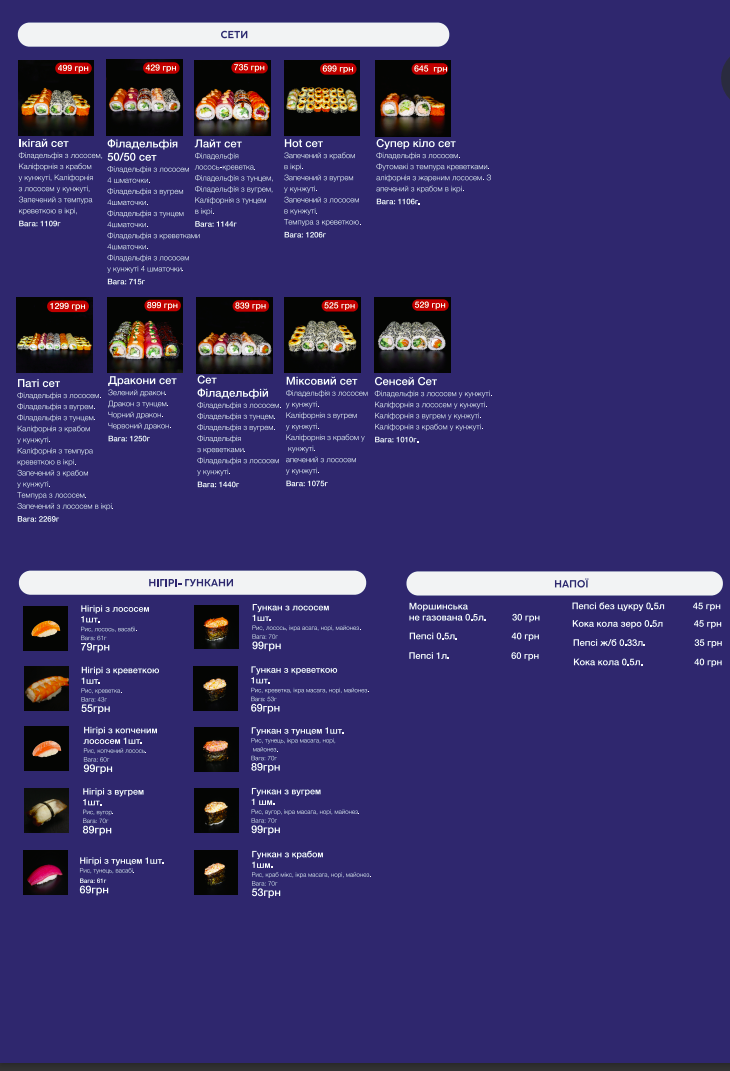 СЕТИ
499 грн
Ікігай сет
Філадельфія з лососем,
Каліфорнія з крабом
у кунжуті, Каліфорнія
з лососем у кунжуті,
Запечений з темпура
креветкою в ікрі.
Вага: 1109г
429 грн
Філадельфія
50/50 сет
Філадельфія з лососем
4 шматочки.
Філадельфія з вугрем
4шматочки.
Філадельфія з тунцем
4шматочки.
Філадельфія з креветками
4шматочки.
Філадельфія з лососем
у кунжуті 4 шматочки.
Вага: 715г
735 грн
Лайт сет
Філадельфія
лосось-креветка,
Філадельфія з тунцем,
Філадельфія з вугрем,
Каліфорнія з тунцем
в ікрі.
Вага: 1144г
699 грн
Hot сет
Запечений з крабом
в ікрі.
Запечений з вугрем
у кунжуті.
Запечений з лососем
в кунжуті.
Темпура з креветкою.
Вага: 1206г
645 грн
Супер кіло сет
Філадельфія з лососем.
Футомакі з темпура креветками.
аліфорнія з жареним лососем. З
апечений з крабом в ікрі.
Вага: 1106г.
1299 грн
Паті сет
Філадельфія з лососем.
Філадельфія з вугрем.
Філадельфія з тунцем.
Каліфорнія з крабом
у кунжуті.
Каліфорнія з темпура
креветкою в ікрі.
Запечений з крабом
у кунжуті.
Темпура з лососем.
Запечений з лососем в ікрі.
Вага: 2269г
899 грн
Дракони сет
Зелений дракон.
Дракон з тунцем.
Чорний дракон.
Червоний дракон.
Вага: 1250г
839 грн
Сет
Філадельфій
Філадельфія з лососем.
Філадельфія з тунцем.
Філадельфія з вугрем.
Філадельфія
з креветками.
Філадельфія з лососем
у кунжуті.
Вага: 1440г
525 грн
Міксовий сет
Філадельфія з лососем
у кунжуті.
Каліфорнія з вугрем
у кунжуті.
Каліфорнія з крабом у
кунжуті.
апечений з лососем
у кунжуті.
Вага: 1075г
529 грн
Сенсей Сет
Філадельфія з лососем у кунжуті.
Каліфорнія з лососем у кунжуті.
Каліфорнія з вугрем у кунжуті.
Каліфорнія з крабом у кунжуті.
Вага: 1010г.
НІГІРІ- ГУНКАНИ
Нігірі з лососем
1шт.
Рис, лосось, васабі.
Вага: 61г
79грн
Нігірі з креветкою
1шт.
Рис, креветка.
Вага: 43г
55грн
Нігірі з копченим
лососем 1шт.
Рис, копчений лосось.
Вага: 60г
99грн
Нігірі з вугрем
1шт.
Рис, вугор.
Вага: 70г
89грн
Нігірі з тунцем 1шт.
Рис, тунець, васабі.
Вага: 61г
69грн
Гункан з лососем
1шт.
Рис, лосось, ікра асага, норі, майонез.
Вага: 70г
99грн
Гункан з креветкою
1шт.
Рис, креветка, ікра масага, норі, майонез.
Вага: 53г
69грн
Гункан з тунцем 1шт.
Рис, тунець, ікра масага, норі,
майонез.
Вага: 70г
89грн
Гункан з вугрем
1 шм.
Рис, вугор, ікра масага, норі, майонез.
Вага: 70г
99грн
Гункан з крабом
1шм.
Рис, краб мікс, ікра масага, норі, майонез.
Вага: 70г
53грн
НАПОЇ
Моршинська
не газована 0,5л. 30 грн
Пепсі 0,5л. 40 грн
Пепсі 1л. 60 грн
Пепсі без цукру 0,5л 45 грн
Кока кола зеро 0.5л 45 грн
Пепсі ж/б 0.33л. 35 грн
Кока кола 0,5л. 40 грн